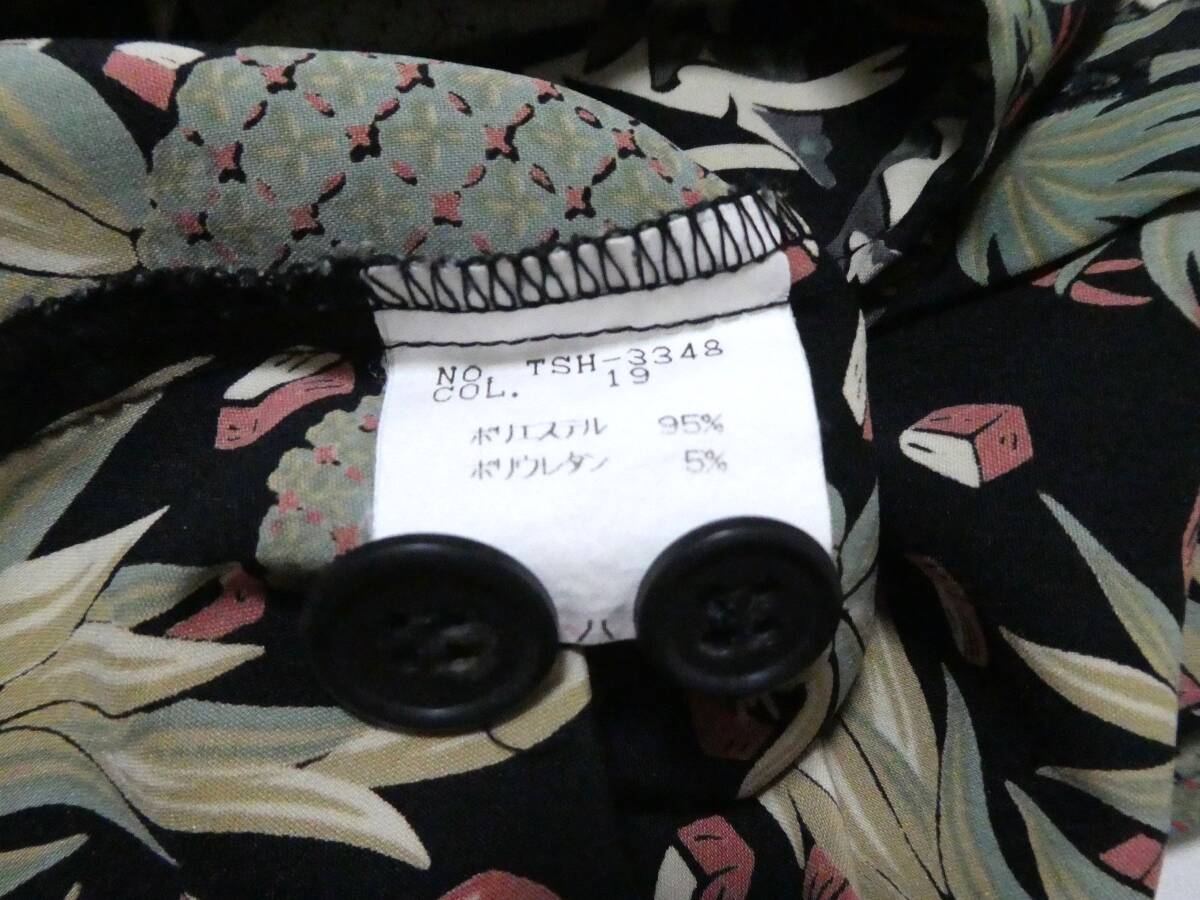 NO. TSH-3348
COL. 19
ポリエステル 95%
ポリウレタン 5%